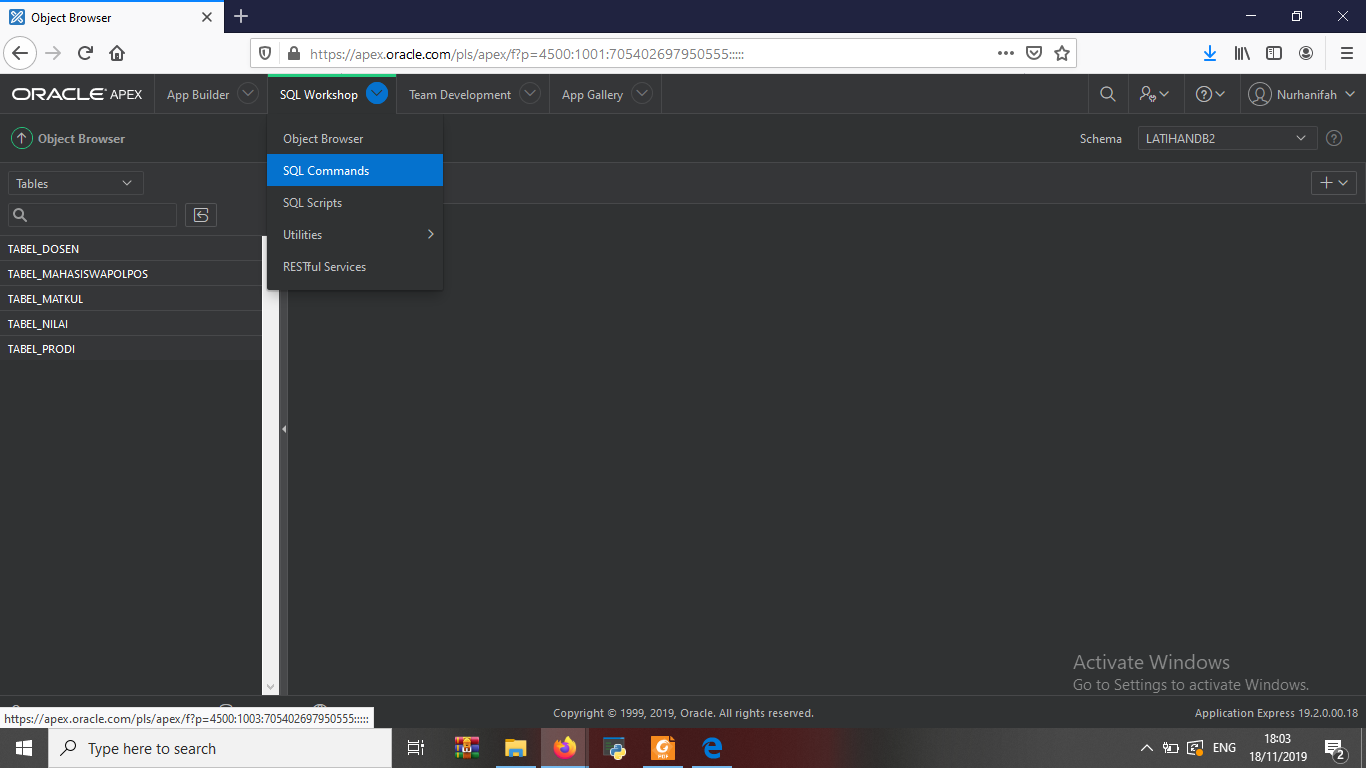 Object Browser
https://apex.oracle.com/pls/apex/f?p=4500:1001:705402697950555:::::
ORACLE APEX
App Builder
SQL Workshop
Team Development
App Gallery
Nurhanifah
Object Browser
Schema
LATIHANDB2
Object Browser
SQL Commands
SQL Scripts
Utilities
RESTful Services
Tables
TABEL_DOSEN
TABEL_MAHASISWAPOLPOS
TABEL_MATKUL
TABEL_NILAI
TABEL_PRODI
Activate Windows
Go to Settings to activate Windows.
https://apex.oracle.com/pls/apex/f?p=4500:1003:705402697950555:::::
Copyright © 1999, 2019, Oracle. All rights reserved.
Application Express 19.2.0.00.18
Type here to search
PDF
ENG
18:03
18/11/2019
2